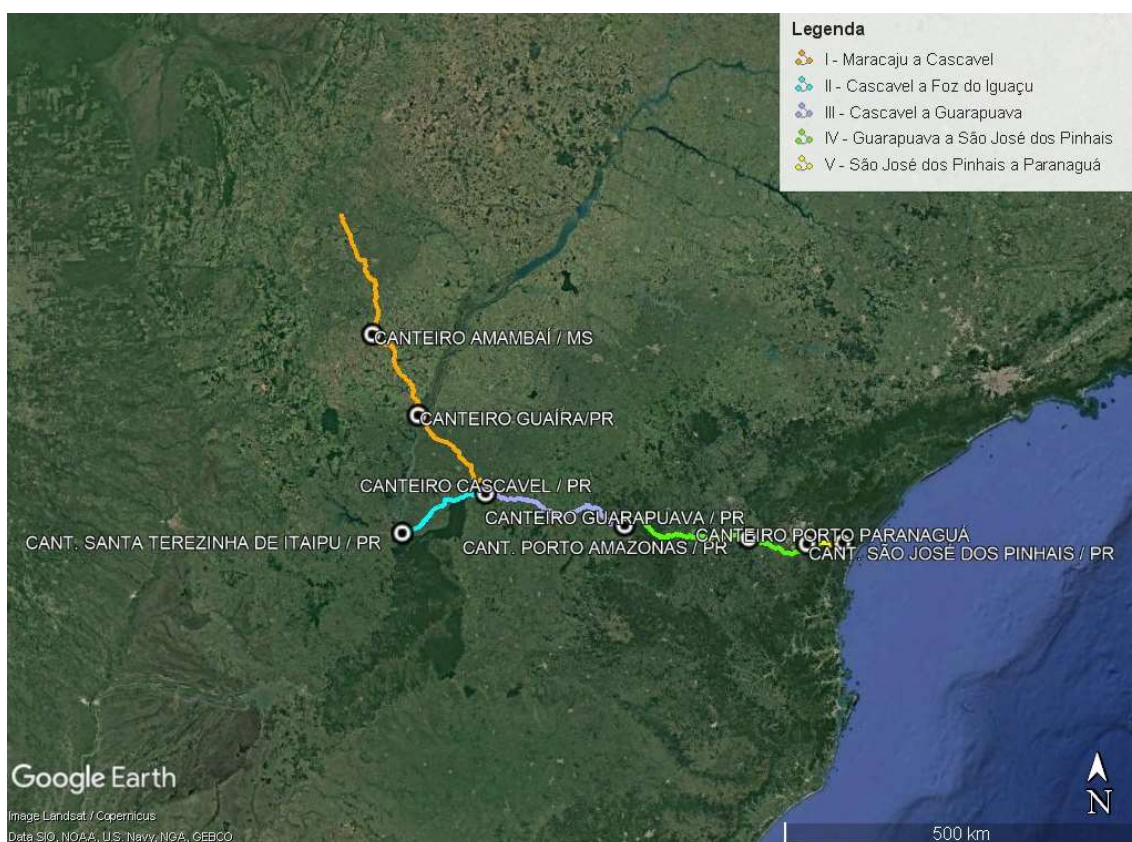 Legenda
I - Maracaju a Cascavel
II - Cascavel a Foz do Iguaçu
III - Cascavel a Guarapuava
IV - Guarapuava a São José dos Pinhais
V - São José dos Pinhais a Paranaguá
CANTEIRO AMAMBAÍ / MS
CANTEIRO GUAÍRA/PR
CANTEIRO CASCAVEL / PR
CANTEIRO GUARAPUAVA / PR
CANTEIRO PORTO PARANAGUÁ
CANT. SANTA TEREZINHA DE ITAIPU / PR
CANT. PORTO AMAZONAS / PR
CANT. SÃO JOSÉ DOS PINHAIS / PR
Google Earth
Image Landsat / Copernicus
Data SIO, NOAA, U.S. Navy, NGA, GEBCO
N
500 km